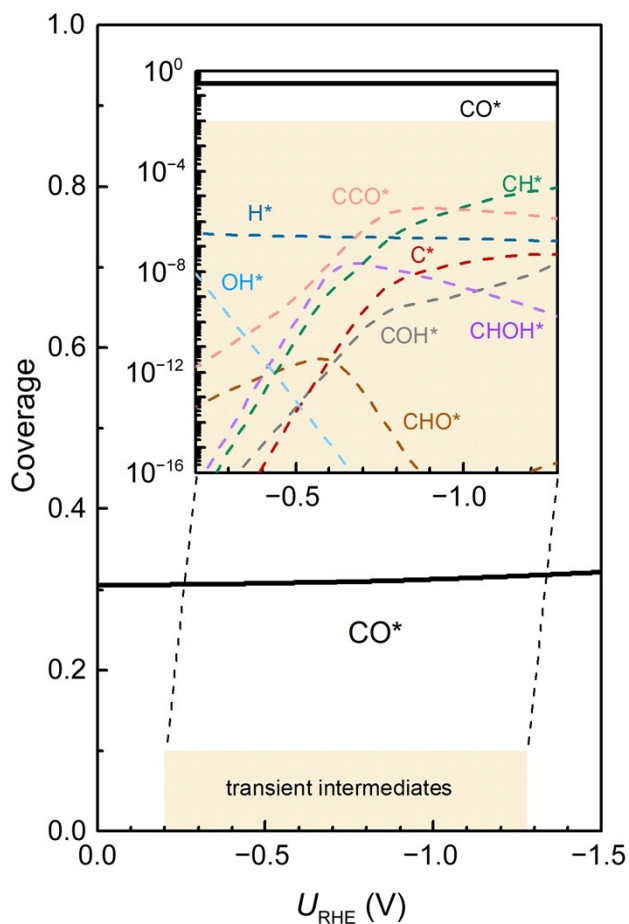 1.0
10⁰
CO*
10⁻⁴
CCO*
CH*
0.8
H*
C*
10⁻⁸
OH*
COH*
CHOH*
0.6
10⁻¹²
CHO*
Coverage
10⁻¹⁶
−0.5
−1.0
0.4
CO*
0.2
transient intermediates
0.0
0.0
−0.5
−1.0
−1.5
U_RHE (V)